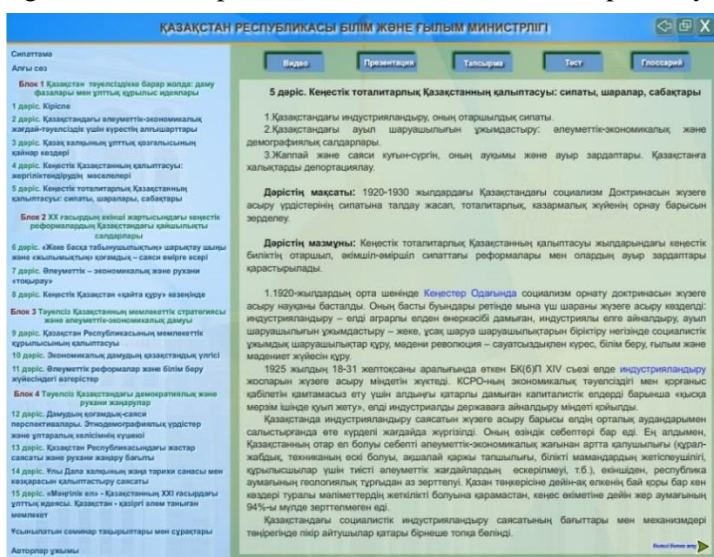 ҚАЗАҚСТАН РЕСПУБЛИКАСЫ БІЛІМ ЖӘНЕ ҒЫЛЫМ МИНИСТРЛІГІ
Сипаттама
Алғы сөз
Блок 1 Қазақстан тәуелсіздікке барар жолда: даму
фазалары мен ұлттық құрылыс идеялары
1 дәріс. Кіріспе
2 дәріс. Қазақстандағы әлеуметтік-экономикалық
жағдай-тәуелсіздік үшін күрестің алғышарттары
3 дәріс. Қазақ халқының ұлттық қозғалысының
қайнар көздері
4 дәріс. Кеңестік Қазақстанның қалыптасуы:
жергіліктендірудің мәселелері
5 дәріс. Кеңестік тоталитарлық Қазақстанның
қалыптасуы: сипаты, шаралары, сабақтары
Блок 2 ХХ ғасырдың екінші жартысындағы кеңестік
реформалардың Қазақстандағы қайшылықты
салдарлары
6 дәріс. «Жеке басқа табынушылықтың» шарықтау шыңы
және «жылымықтың» қоғамдық – саяси өмірге әсері
7 дәріс. Әлеуметтік – экономикалық және рухани
«тоқырау»
8 дәріс. Кеңестік Қазақстан «қайта құру» кезеңінде
Блок 3 Тәуелсіз Қазақстанның мемлекеттік стратегиясы
және әлеуметтік-экономикалық дамуы
9 дәріс. Қазақстан Республикасының мемлекеттік
құрылысының қалыптасуы
10 дәріс. Экономикалық дамудың қазақстандық үлгісі
11 дәріс. Әлеуметтік реформалар және білім беру
жүйесіндегі өзгерістер
Блок 4 Тәуелсіз Қазақстандағы демократиялық және
рухани жаңарулар
12 дәріс. Дамудың қоғамдық-саяси
перспективалары. Этнодемографиялық үрдістер
және ұлтаралық келісімнің күшеюі
13 дәріс. Қазақстан Республикасындағы жастар
саясаты және рухани жаңару бағыты
14 дәріс. Ұлы Дала халқының жаңа тарихи санасы мен
көзқарасын қалыптастыру саясаты
15 дәріс. «Мәңгілік ел» - Қазақстанның XXI ғасырдағы
ұлттық идеясы. Қазақстан - қазіргі әлем таныған
мемлекет
Ұсынылатын семинар тақырыптары мен сұрақтары
Авторлар ұжымы
Видео Презентация Тапсырма Тест Глоссарий
5 дәріс. Кеңестік тоталитарлық Қазақстанның қалыптасуы: сипаты, шаралар, сабақтары
1.Қазақстандағы индустрияландыру, оның отаршылдық сипаты.
2.Қазақстандағы ауыл шаруашылығын ұжымдастыру: әлеуметтік-экономикалық және
демографиялық салдарлары.
3.Жаппай және саяси қуғын-сүргін, оның ауқымы және ауыр зардаптары. Қазақстанға
халықтарды депортациялау.
Дәрістің мақсаты: 1920-1930 жылдардағы Қазақстандағы социализм Доктринасын жүзеге
асыру үрдістерінің сипатына талдау жасап, тоталитарлық, казармалық жүйенің орнау барысын
зерделеу.
Дәрістің мазмұны: Кеңестік тоталитарлық Қазақстанның қалыптасуы жылдарындағы кеңестік
биліктің отаршыл, әкімшіл-әміршіл сипаттағы реформалары мен олардың ауыр зардаптары
қарастырылады.
1.1920-жылдардың орта шенінде Кеңестер Одағында социализм орнату доктринасын жүзеге
асыру науқаны басталды. Оның басты буындары ретінде мына үш шараны жүзеге асыру көзделді:
индустрияландыру – елді аграрлы елден өнеркәсібі дамыған, индустриялы елге айналдыру, ауыл
шаруашылығын ұжымдастыру – жеке, ұсақ шаруа шаруашылықтарын біріктіру негізінде социалистік
ұжымдық шаруашылықтар құру, мәдени революция – сауатсыздықпен күрес, білім беру, ғылым және
мәдениет жүйесін құру.
1925 жылдың 18-31 желтоқсаны аралығында өткен БК(б)П XIV съезі елде индустрияландыру
жоспарын жүзеге асыру міндетін жүктеді. КСРО-ның экономикалық тәуелсіздігі мен қорғаныс
қабілетін қамтамасыз ету үшін алдыңғы қатарлы дамыған капиталистік елдерді барынша «қысқа
мерзім ішінде қуып жету», елді индустриалды державаға айналдыру міндеті қойылды.
Қазақстанда индустрияландыру саясатын жүзеге асыру барысы елдің орталық аудандарымен
салыстырғанда өте күрделі жағдайда жүргізілді. Оның өзіндік себептері бар еді. Ең алдымен,
Қазақстанның отар ел болуы себепті әлеуметтік-экономикалық жағынан артта қалушылығы (құрал-
жабдық, техниканың ескі болуы, ақшалай қаржы тапшылығы, білікті мамандардың жетіспеушілігі,
құрылысшылар үшін тиісті әлеуметтік жағдайлардың ескерілмеуі, т.б.), екіншіден, республика
аумағының геологиялық тұрғыдан аз зерттелуі. Қазан төңкерісіне дейін-ақ өлкенің бай қоры бар кен
көздері туралы мәліметтердің жеткілікті болуына қарамастан, кеңес өкіметіне дейін жер аумағының
94%-ы мүлде зерттелмеген еді.
Қазақстандағы социалистік индустрияландыру саясатының бағыттары мен механизмдері
төңірегінде пікір айтушылар қатары бірнеше топқа бөлінді.